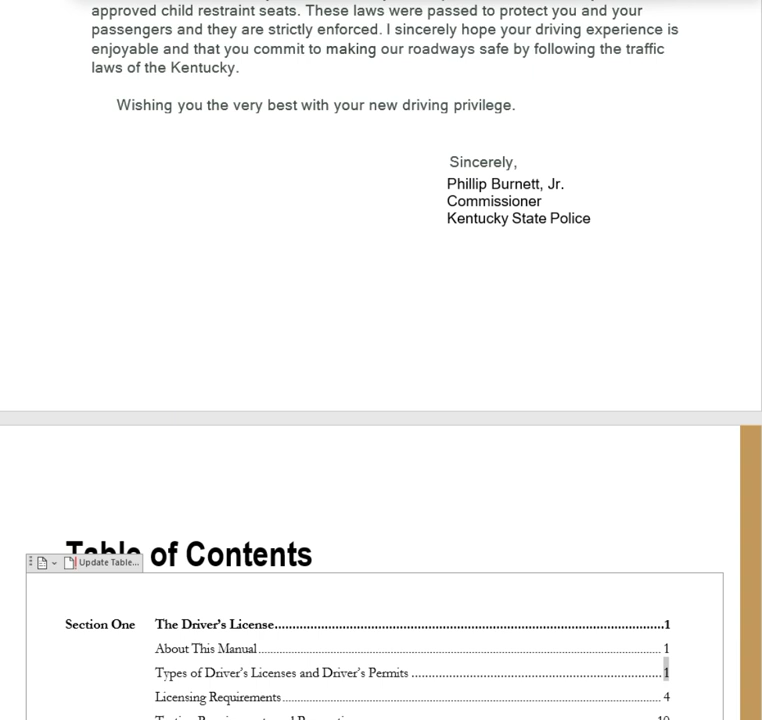 approved child restraint seats. These laws were passed to protect you and your
passengers and they are strictly enforced. I sincerely hope your driving experience is
enjoyable and that you commit to making our roadways safe by following the traffic
laws of the Kentucky.
Wishing you the very best with your new driving privilege.
Sincerely,
Phillip Burnett, Jr.
Commissioner
Kentucky State Police
Table of Contents
Update Table...
Section One The Driver's License 1
About This Manual 1
Types of Driver's Licenses and Driver's Permits 1
Licensing Requirements 4